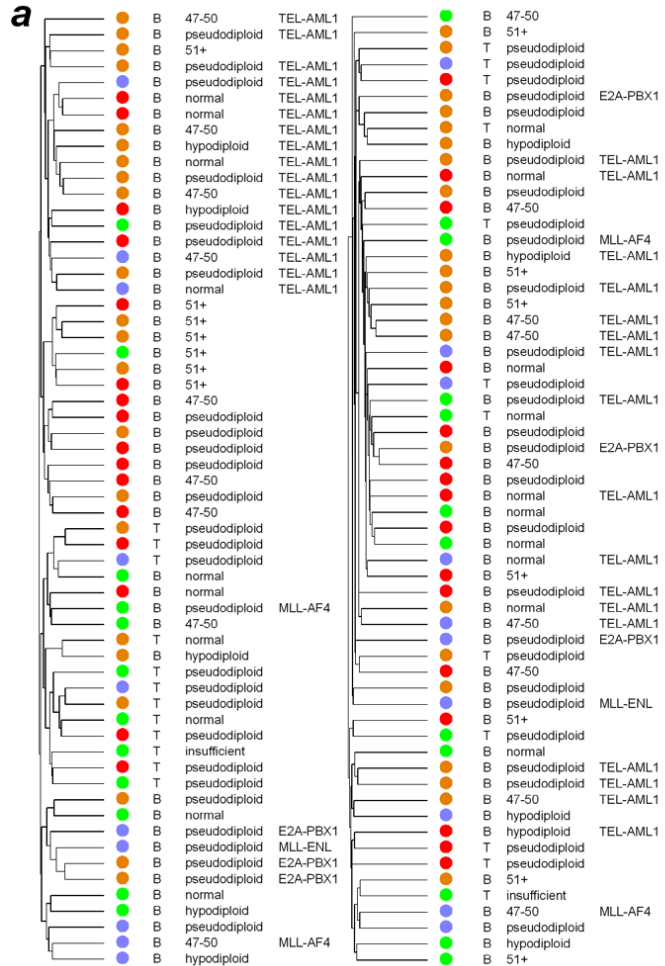 a
B 47-50 TEL-AML1
B pseudodiploid TEL-AML1
B 51+
B pseudodiploid TEL-AML1
B pseudodiploid TEL-AML1
B normal TEL-AML1
B normal TEL-AML1
B 47-50 TEL-AML1
B hypodiploid TEL-AML1
B normal TEL-AML1
B pseudodiploid TEL-AML1
B 47-50 TEL-AML1
B hypodiploid TEL-AML1
B pseudodiploid TEL-AML1
B pseudodiploid TEL-AML1
B 47-50 TEL-AML1
B pseudodiploid TEL-AML1
B normal TEL-AML1
B 51+
B 51+
B 51+
B 51+
B 51+
B 51+
B 47-50
B pseudodiploid
B pseudodiploid
B pseudodiploid
B pseudodiploid
B 47-50
B pseudodiploid
B 47-50
T pseudodiploid
T pseudodiploid
T pseudodiploid
B normal
B normal
B pseudodiploid MLL-AF4
B 47-50
T normal
B hypodiploid
T pseudodiploid
T pseudodiploid
T pseudodiploid
T normal
T pseudodiploid
T insufficient
T pseudodiploid
T pseudodiploid
B pseudodiploid
B normal
B pseudodiploid E2A-PBX1
B pseudodiploid MLL-ENL
B pseudodiploid E2A-PBX1
B pseudodiploid E2A-PBX1
B normal
B hypodiploid
B pseudodiploid
B 47-50 MLL-AF4
B hypodiploid
B 47-50
B 51+
T pseudodiploid
T pseudodiploid
T pseudodiploid
B pseudodiploid E2A-PBX1
B pseudodiploid
T normal
B hypodiploid
B pseudodiploid TEL-AML1
B normal TEL-AML1
B pseudodiploid
B 47-50
T pseudodiploid
B pseudodiploid MLL-AF4
B hypodiploid TEL-AML1
B 51+
B pseudodiploid TEL-AML1
B 51+
B 47-50 TEL-AML1
B 47-50 TEL-AML1
B pseudodiploid TEL-AML1
B normal
T pseudodiploid
B pseudodiploid TEL-AML1
T normal
B pseudodiploid
B pseudodiploid E2A-PBX1
B 47-50
B pseudodiploid
B normal TEL-AML1
B normal
B pseudodiploid
B normal
B normal TEL-AML1
B 51+
B pseudodiploid TEL-AML1
B normal TEL-AML1
B 47-50 TEL-AML1
B pseudodiploid E2A-PBX1
T pseudodiploid
B 47-50
B pseudodiploid
B pseudodiploid MLL-ENL
B 51+
T pseudodiploid
B normal
B pseudodiploid TEL-AML1
B pseudodiploid TEL-AML1
B 47-50 TEL-AML1
B hypodiploid
B hypodiploid TEL-AML1
T pseudodiploid
T pseudodiploid
B 51+
T insufficient
B 47-50 MLL-AF4
B pseudodiploid
B hypodiploid
B 51+